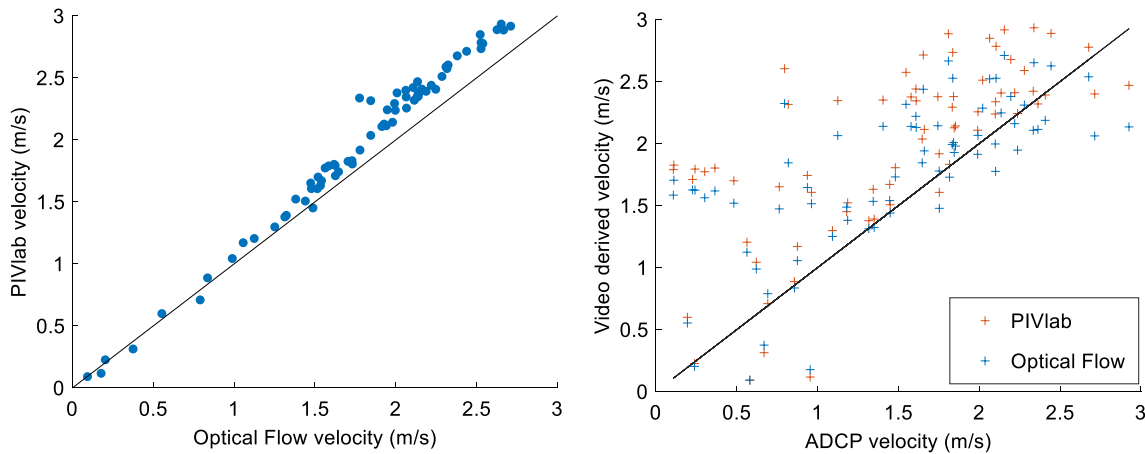 3
2.5
2
1.5
1
0.5
0
PIVlab velocity (m/s)
0 0.5 1 1.5 2 2.5 3
Optical Flow velocity (m/s)
3
2.5
2
1.5
1
0.5
0
Video derived velocity (m/s)
PIVlab
Optical Flow
0 0.5 1 1.5 2 2.5 3
ADCP velocity (m/s)